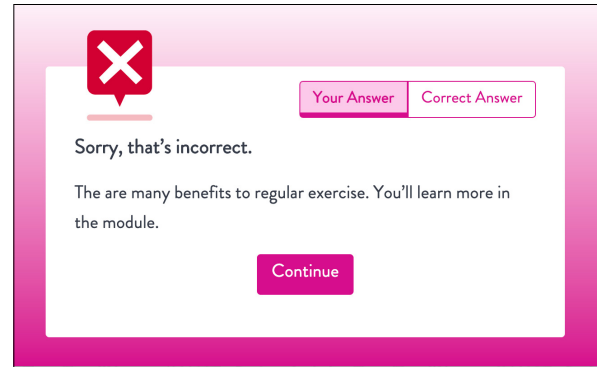 Your Answer Correct Answer
Sorry, that's incorrect.
The are many benefits to regular exercise. You'll learn more in
the module.
Continue